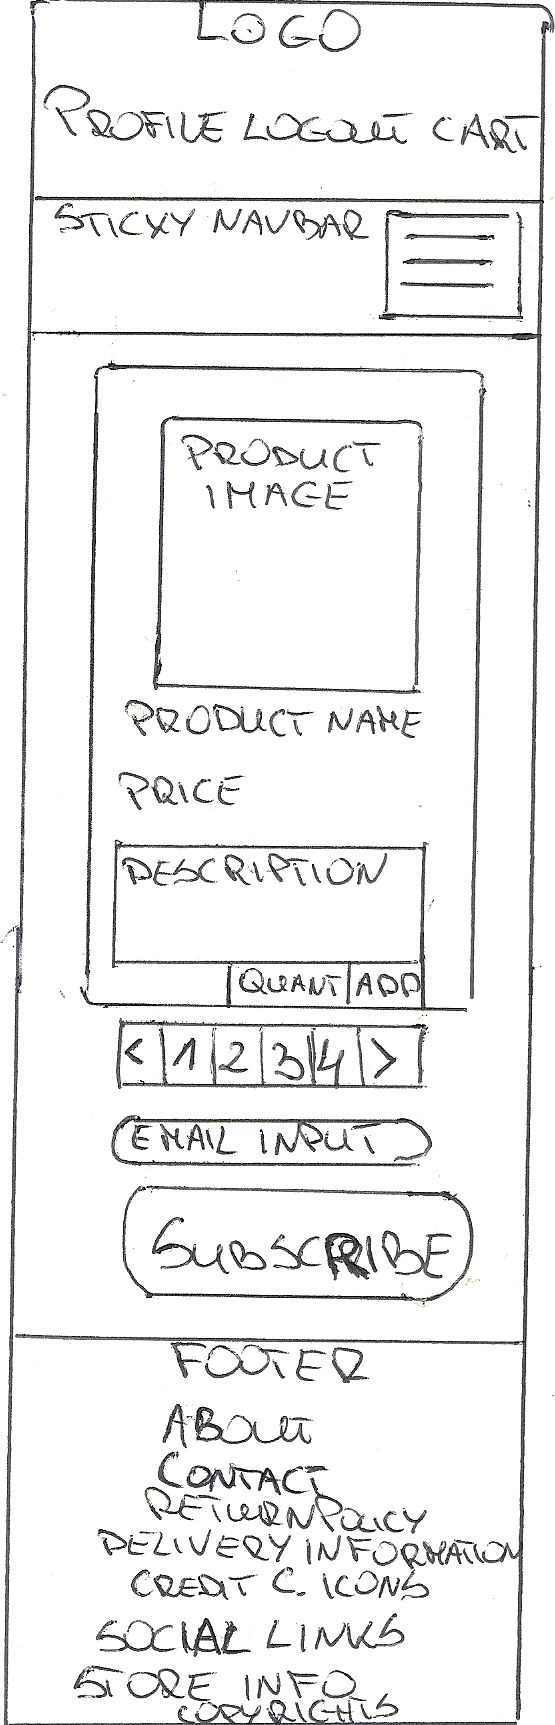 LOGO
PROFILE LOGOUT CART
STICKY NAVBAR
PRODUCT
IMAGE
PRODUCT NAME
PRICE
DESCRIPTION
QUANT ADD
< 1 2 3 4 >
EMAIL INPUT
SUBSCRIBE
FOOTER
ABOUT
CONTACT
RETURN POLICY
DELIVERY INFORMATION
CREDIT C. ICONS
SOCIAL LINKS
STORE INFO
COPYRIGHTS